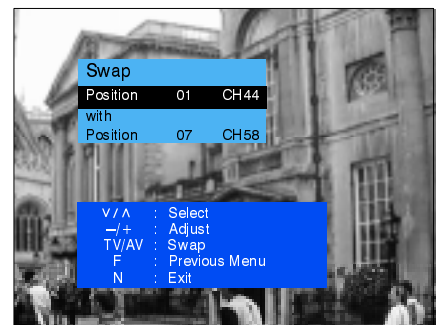 Swap
Position 01 CH44
with
Position 07 CH58
∨/∧ : Select
–/+ : Adjust
TV/AV : Swap
F : Previous Menu
N : Exit